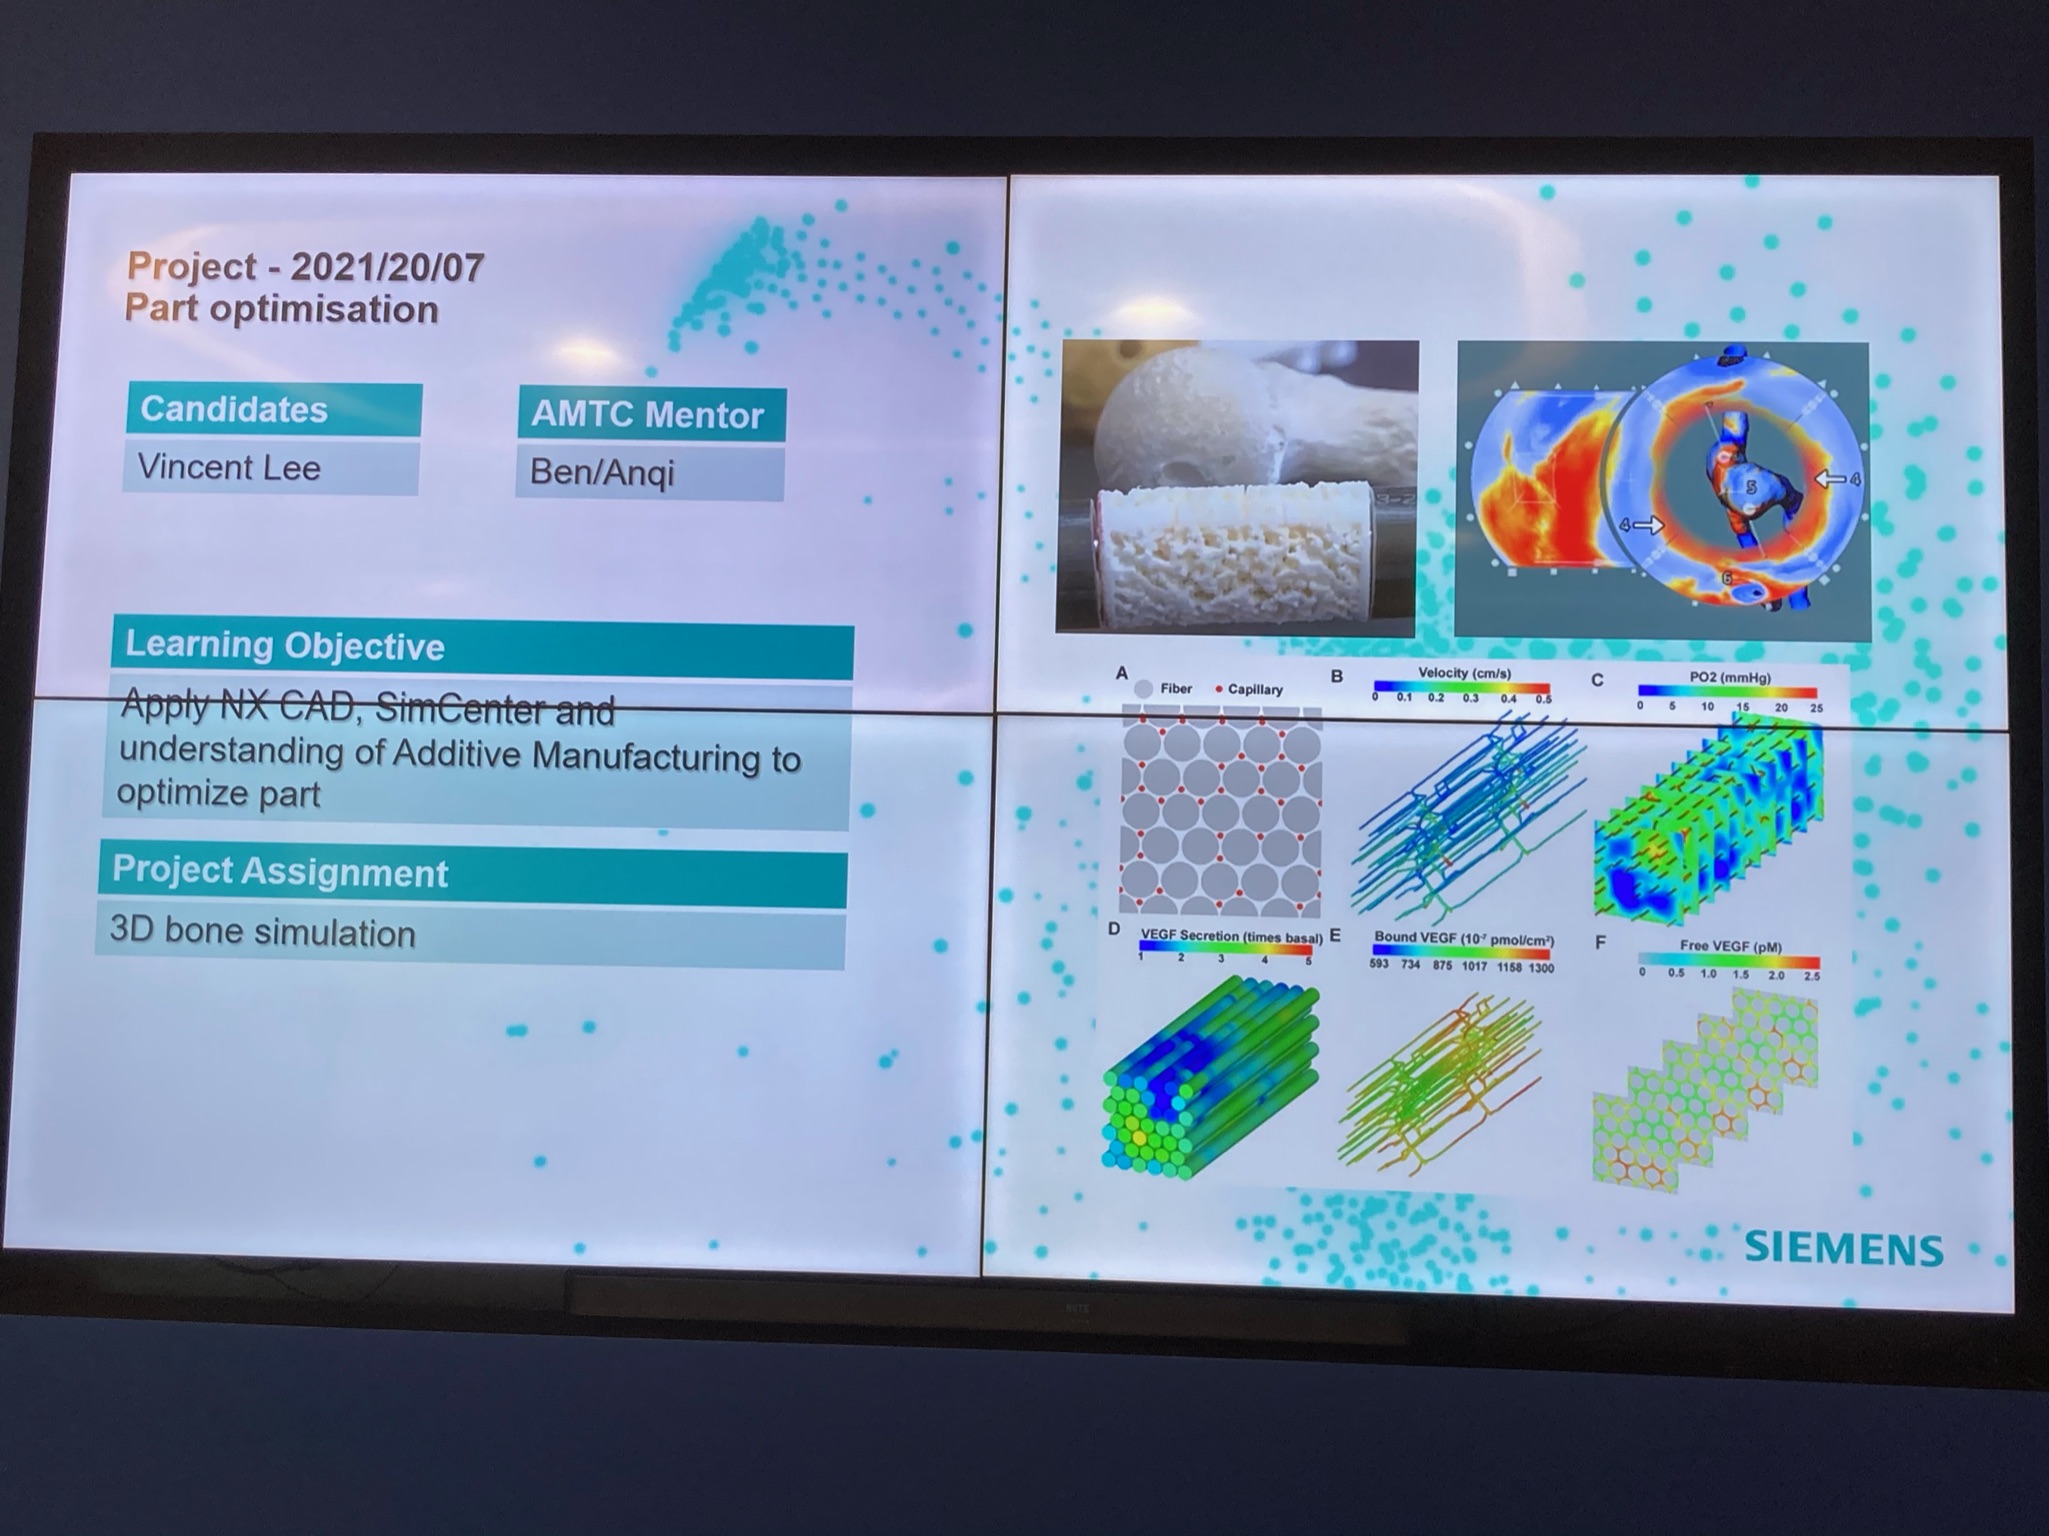 Project - 2021/20/07
Part optimisation
Candidates
Vincent Lee
AMTC Mentor
Ben/Anqi
Learning Objective
Apply NX CAD, SimCenter and
understanding of Additive Manufacturing to
optimize part
Project Assignment
3D bone simulation
4
5
4
6
A
Fiber
Capillary
B
Velocity (cm/s)
0 0.1 0.2 0.3 0.4 0.5
C
PO2 (mmHg)
0 5 10 15 20 25
D
VEGF Secretion (times basal)
1 2 3 4 5
E
Bound VEGF (10⁻² pmol/cm²)
593 734 875 1017 1158 1300
F
Free VEGF (pM)
0 0.5 1.0 1.5 2.0 2.5
SIEMENS